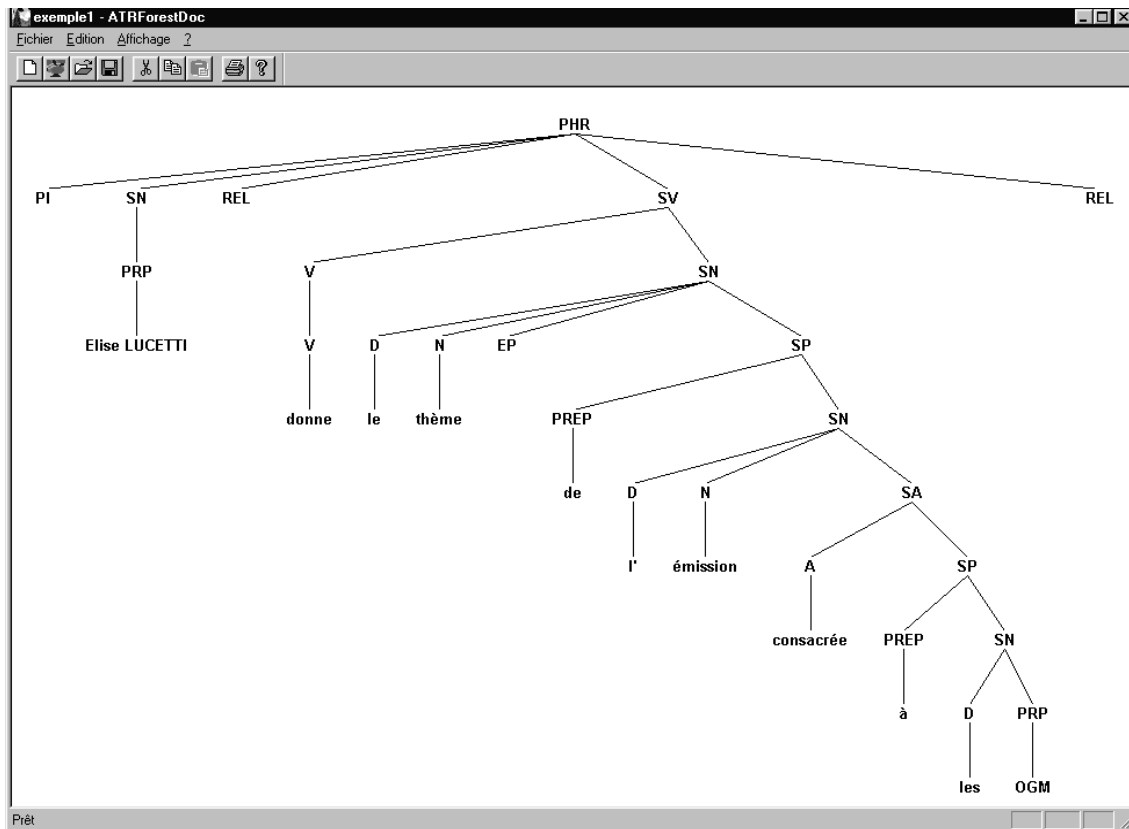 exemple1 - ATRForestDoc
Fichier Edition Affichage ?
PHR
PI SN REL SV REL
PRP V SN
Elise LUCETTI V D N EP SP
donne le thème PREP SN
de D N SA
l' émission A SP
consacrée PREP SN
à D PRP
les OGM
Prêt